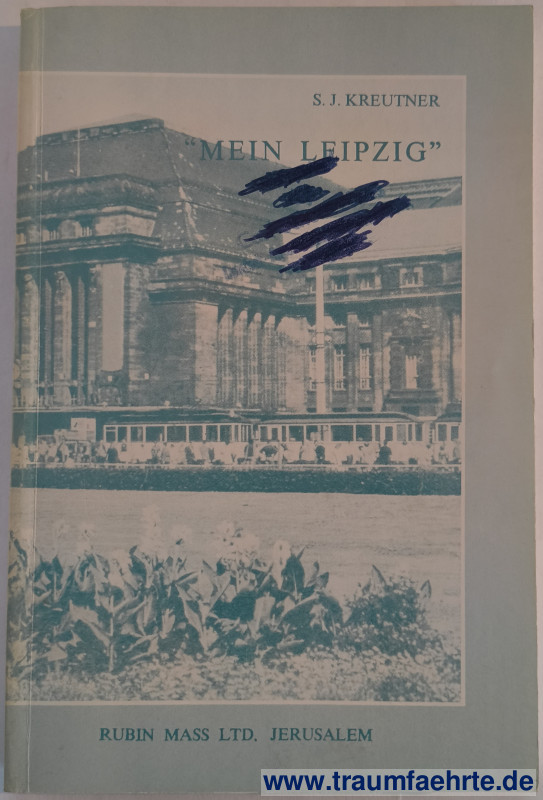 S. J. KREUTNER
"MEIN LEIPZIG"
RUBIN MASS LTD. JERUSALEM
www.traumfaehrte.de